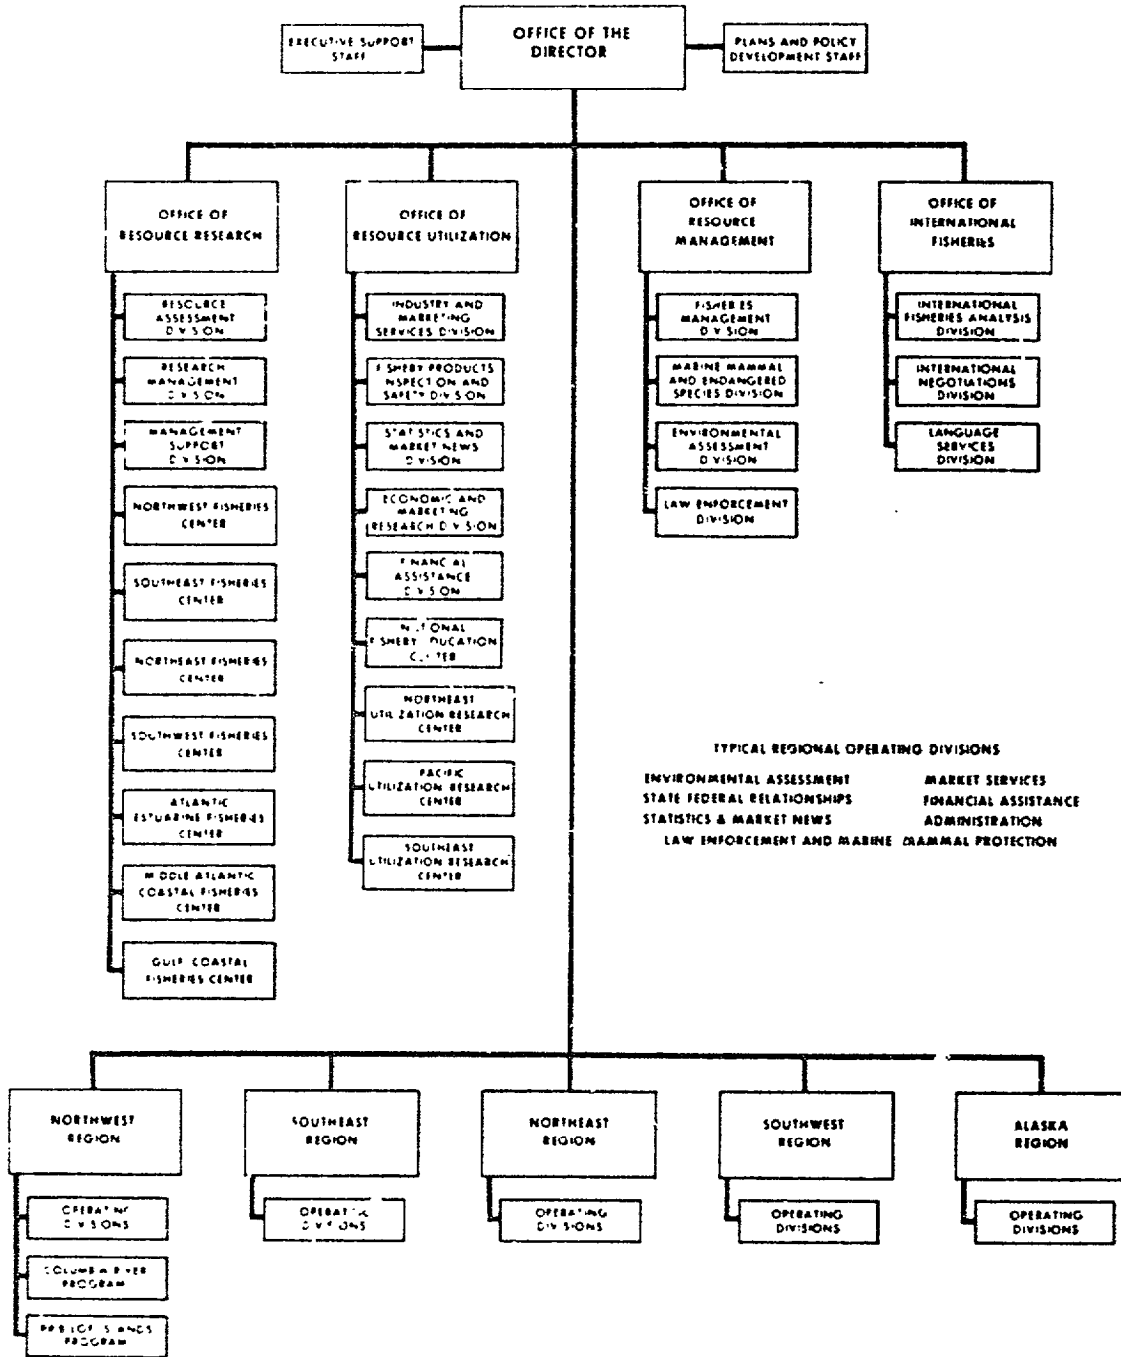 EXECUTIVE SUPPORT
STAFF
OFFICE OF THE
DIRECTOR
PLANS AND POLICY
DEVELOPMENT STAFF
OFFICE OF
RESOURCE RESEARCH
OFFICE OF
RESOURCE UTILIZATION
OFFICE OF
RESOURCE
MANAGEMENT
OFFICE OF
INTERNATIONAL
FISHERIES
RESOURCE
ASSESSMENT
DIVISION
RESEARCH
MANAGEMENT
DIVISION
MANAGEMENT
SUPPORT
DIVISION
NORTHWEST FISHERIES
CENTER
SOUTHEAST FISHERIES
CENTER
NORTHEAST FISHERIES
CENTER
SOUTHWEST FISHERIES
CENTER
ATLANTIC
ESTUARINE FISHERIES
CENTER
MIDDLE ATLANTIC
COASTAL FISHERIES
CENTER
GULF COASTAL
FISHERIES CENTER
INDUSTRY AND
MARKETING
SERVICES DIVISION
FISHERY PRODUCTS
INSPECTION AND
SAFETY DIVISION
STATISTICS AND
MARKET NEWS
DIVISION
ECONOMIC AND
MARKETING
RESEARCH DIVISION
FINANCIAL
ASSISTANCE
DIVISION
NATIONAL
FISHERY EDUCATION
CENTER
NORTHEAST
UTILIZATION RESEARCH
CENTER
PACIFIC
UTILIZATION RESEARCH
CENTER
SOUTHEAST
UTILIZATION RESEARCH
CENTER
FISHERIES
MANAGEMENT
DIVISION
MARINE MAMMAL
AND ENDANGERED
SPECIES DIVISION
ENVIRONMENTAL
ASSESSMENT
DIVISION
LAW ENFORCEMENT
DIVISION
INTERNATIONAL
FISHERIES ANALYSIS
DIVISION
INTERNATIONAL
NEGOTIATIONS
DIVISION
LANGUAGE
SERVICES
DIVISION
TYPICAL REGIONAL OPERATING DIVISIONS
ENVIRONMENTAL ASSESSMENT MARKET SERVICES
STATE FEDERAL RELATIONSHIPS FINANCIAL ASSISTANCE
STATISTICS & MARKET NEWS ADMINISTRATION
LAW ENFORCEMENT AND MARINE MAMMAL PROTECTION
NORTHWEST
REGION
OPERATING
DIVISIONS
COLUMBIA RIVER
PROGRAM
PRIBILOF ISLANDS
PROGRAM
SOUTHEAST
REGION
OPERATING
DIVISIONS
NORTHEAST
REGION
OPERATING
DIVISIONS
SOUTHWEST
REGION
OPERATING
DIVISIONS
ALASKA
REGION
OPERATING
DIVISIONS